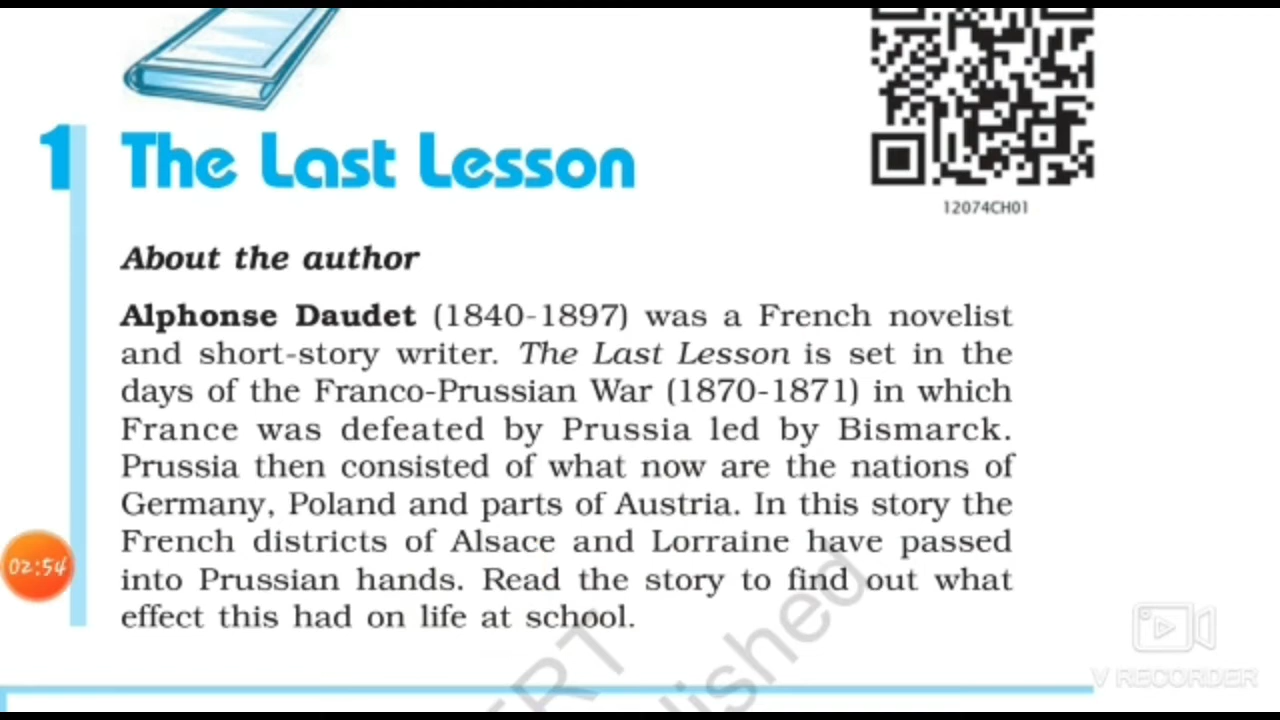 12074CH01
1 The Last Lesson
About the author
Alphonse Daudet (1840-1897) was a French novelist
and short-story writer. The Last Lesson is set in the
days of the Franco-Prussian War (1870-1871) in which
France was defeated by Prussia led by Bismarck.
Prussia then consisted of what now are the nations of
Germany, Poland and parts of Austria. In this story the
French districts of Alsace and Lorraine have passed
into Prussian hands. Read the story to find out what
effect this had on life at school.
02:54
V RECORDER